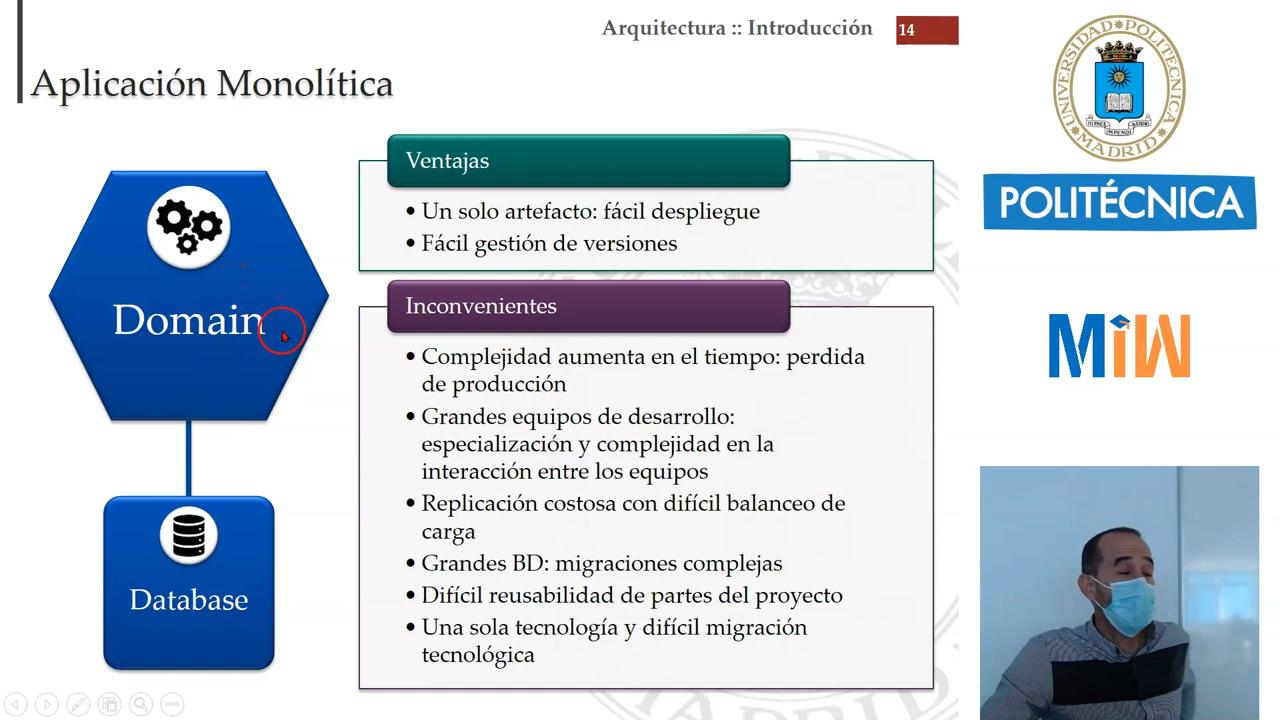 Arquitectura :: Introducción
14
Aplicación Monolítica
Domain
Database
Ventajas
• Un solo artefacto: fácil despliegue
• Fácil gestión de versiones
Inconvenientes
• Complejidad aumenta en el tiempo: perdida
de producción
• Grandes equipos de desarrollo:
especialización y complejidad en la
interacción entre los equipos
• Replicación costosa con difícil balanceo de
carga
• Grandes BD: migraciones complejas
• Difícil reusabilidad de partes del proyecto
• Una sola tecnología y difícil migración
tecnológica
UNIVERSIDAD POLITÉCNICA
MADRID
POLITÉCNICA
MiW